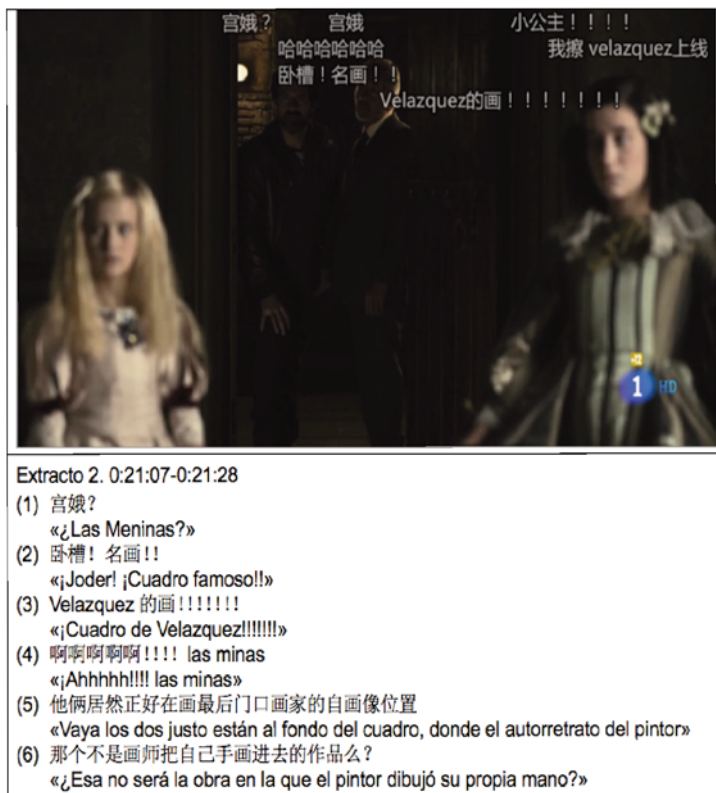 宫娥？ 宫娥 小公主！！！！
哈哈哈哈哈哈 我擦 velazquez上线
卧槽！名画！！
Velazquez的画！！！！！！！
12
1 HD
Extracto 2. 0:21:07-0:21:28
(1) 宫娥?
«¿Las Meninas?»
(2) 卧槽! 名画!!
«¡Joder! ¡Cuadro famoso!!»
(3) Velazquez 的画!!!!!!!
«¡Cuadro de Velazquez!!!!!!!»
(4) 啊啊啊啊啊!!!! las minas
«¡Ahhhhh!!!! las minas»
(5) 他俩居然正好在画最后门口画家的自画像位置
«Vaya los dos justo están al fondo del cuadro, donde el autorretrato del pintor»
(6) 那个不是画师把自己手画进去的作品么?
«¿Esa no será la obra en la que el pintor dibujó su propia mano?»